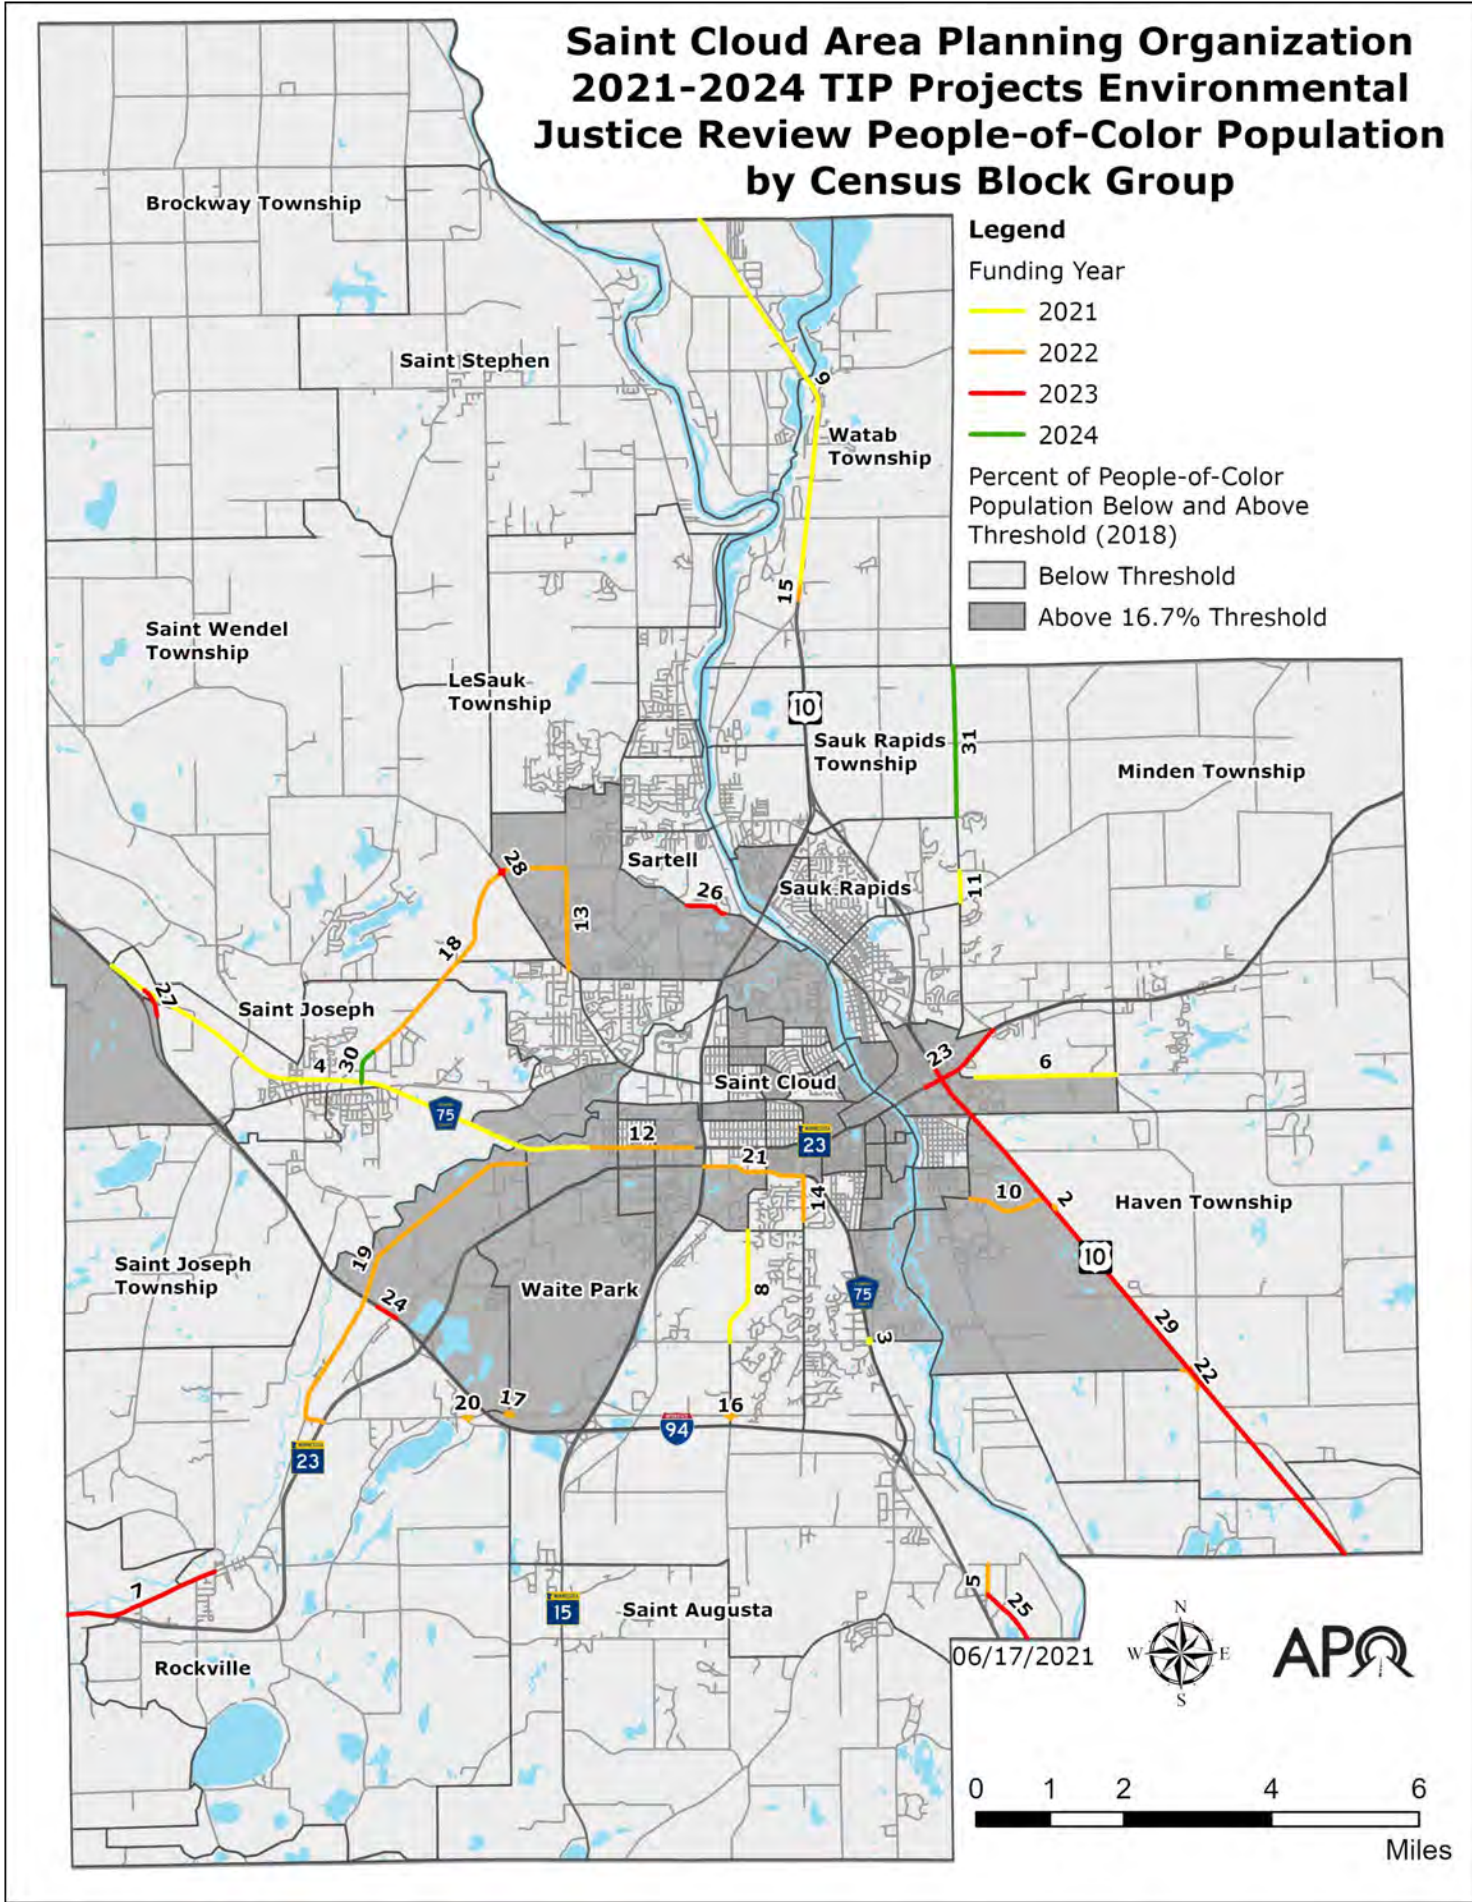 Saint Cloud Area Planning Organization
2021-2024 TIP Projects Environmental
Justice Review People-of-Color Population
by Census Block Group
Legend
Funding Year
2021
2022
2023
2024
Percent of People-of-Color
Population Below and Above
Threshold (2018)
Below Threshold
Above 16.7% Threshold
Brockway Township
Saint Stephen
9
Watab
Township
15
Saint Wendel
Township
LeSauk
Township
10
Sauk Rapids
Township
31
Minden Township
28
Sartell
26
Sauk Rapids
11
13
18
27
Saint Joseph
30
4
23
6
Saint Cloud
75
12
23
21
14
10
2
Haven Township
10
19
Saint Joseph
Township
24
Waite Park
8
75
3
29
22
20
17
16
94
23
7
5
25
15
Saint Augusta
Rockville
06/17/2021
N
W
E
S
APO
0 1 2 4 6
Miles